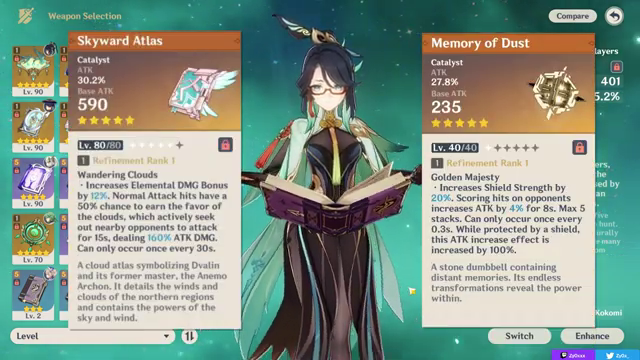 Weapon Selection
Compare
Skyward Atlas
Catalyst
ATK
30.2%
Base ATK
590
Lv. 80/80
1 Refinement Rank 1
Wandering Clouds
· Increases Elemental DMG Bonus
by 12%. Normal Attack hits have a
50% chance to earn the favor of
the clouds, which actively seek
out nearby opponents to attack
for 15s, dealing 160% ATK DMG.
Can only occur once every 30s.
A cloud atlas symbolizing Dvalin
and its former master, the Anemo
Archon. It details the winds and
clouds of the northern regions
and contains the powers of the
sky and wind.
Memory of Dust
Catalyst
ATK
27.8%
Base ATK
235
Lv. 40/40
1 Refinement Rank 1
Golden Majesty
· Increases Shield Strength by
20%. Scoring hits on opponents
increases ATK by 4% for 8s. Max 5
stacks. Can only occur once every
0.3s. While protected by a shield,
this ATK increase effect is
increased by 100%.
A stone dumbbell containing
distant memories. Its endless
transformations reveal the power
within.
Lv. 90
Lv. 90
Lv. 90
Lv. 70
Lv. 2
layers
401
5.2%
Kokomi
Level
Switch
Enhance